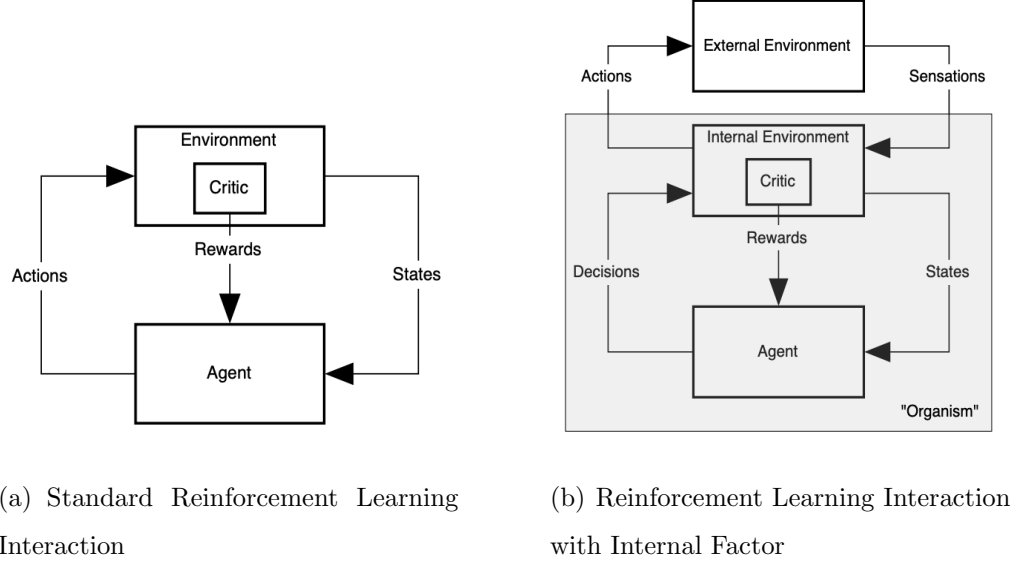 Environment
Critic
Rewards
Actions
States
Agent
(a) Standard Reinforcement Learning
Interaction
External Environment
Actions
Sensations
Internal Environment
Critic
Rewards
Decisions
States
Agent
"Organism"
(b) Reinforcement Learning Interaction
with Internal Factor